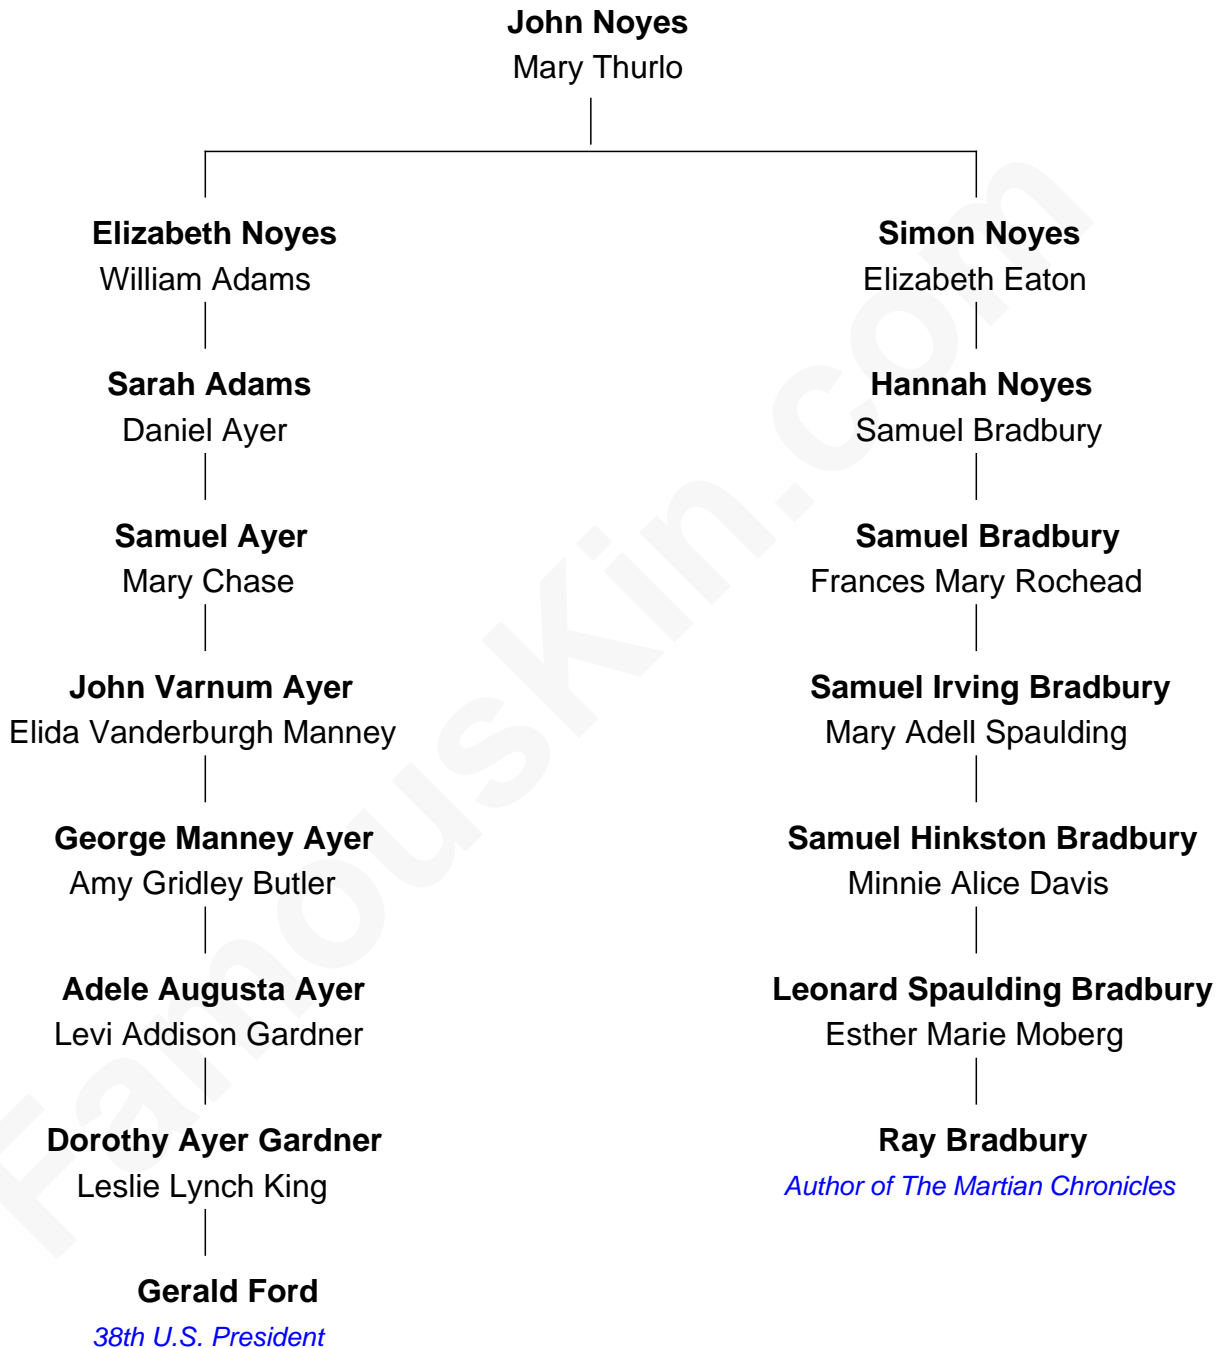 John Noyes
Mary Thurlo
Elizabeth Noyes
William Adams
Simon Noyes
Elizabeth Eaton
Sarah Adams
Daniel Ayer
Hannah Noyes
Samuel Bradbury
Samuel Ayer
Mary Chase
Samuel Bradbury
Frances Mary Rochead
John Varnum Ayer
Elida Vanderburgh Manney
Samuel Irving Bradbury
Mary Adell Spaulding
George Manney Ayer
Amy Gridley Butler
Samuel Hinkston Bradbury
Minnie Alice Davis
Adele Augusta Ayer
Levi Addison Gardner
Leonard Spaulding Bradbury
Esther Marie Moberg
Dorothy Ayer Gardner
Leslie Lynch King
Ray Bradbury
Author of The Martian Chronicles
Gerald Ford
38th U.S. President
FamousKin.com